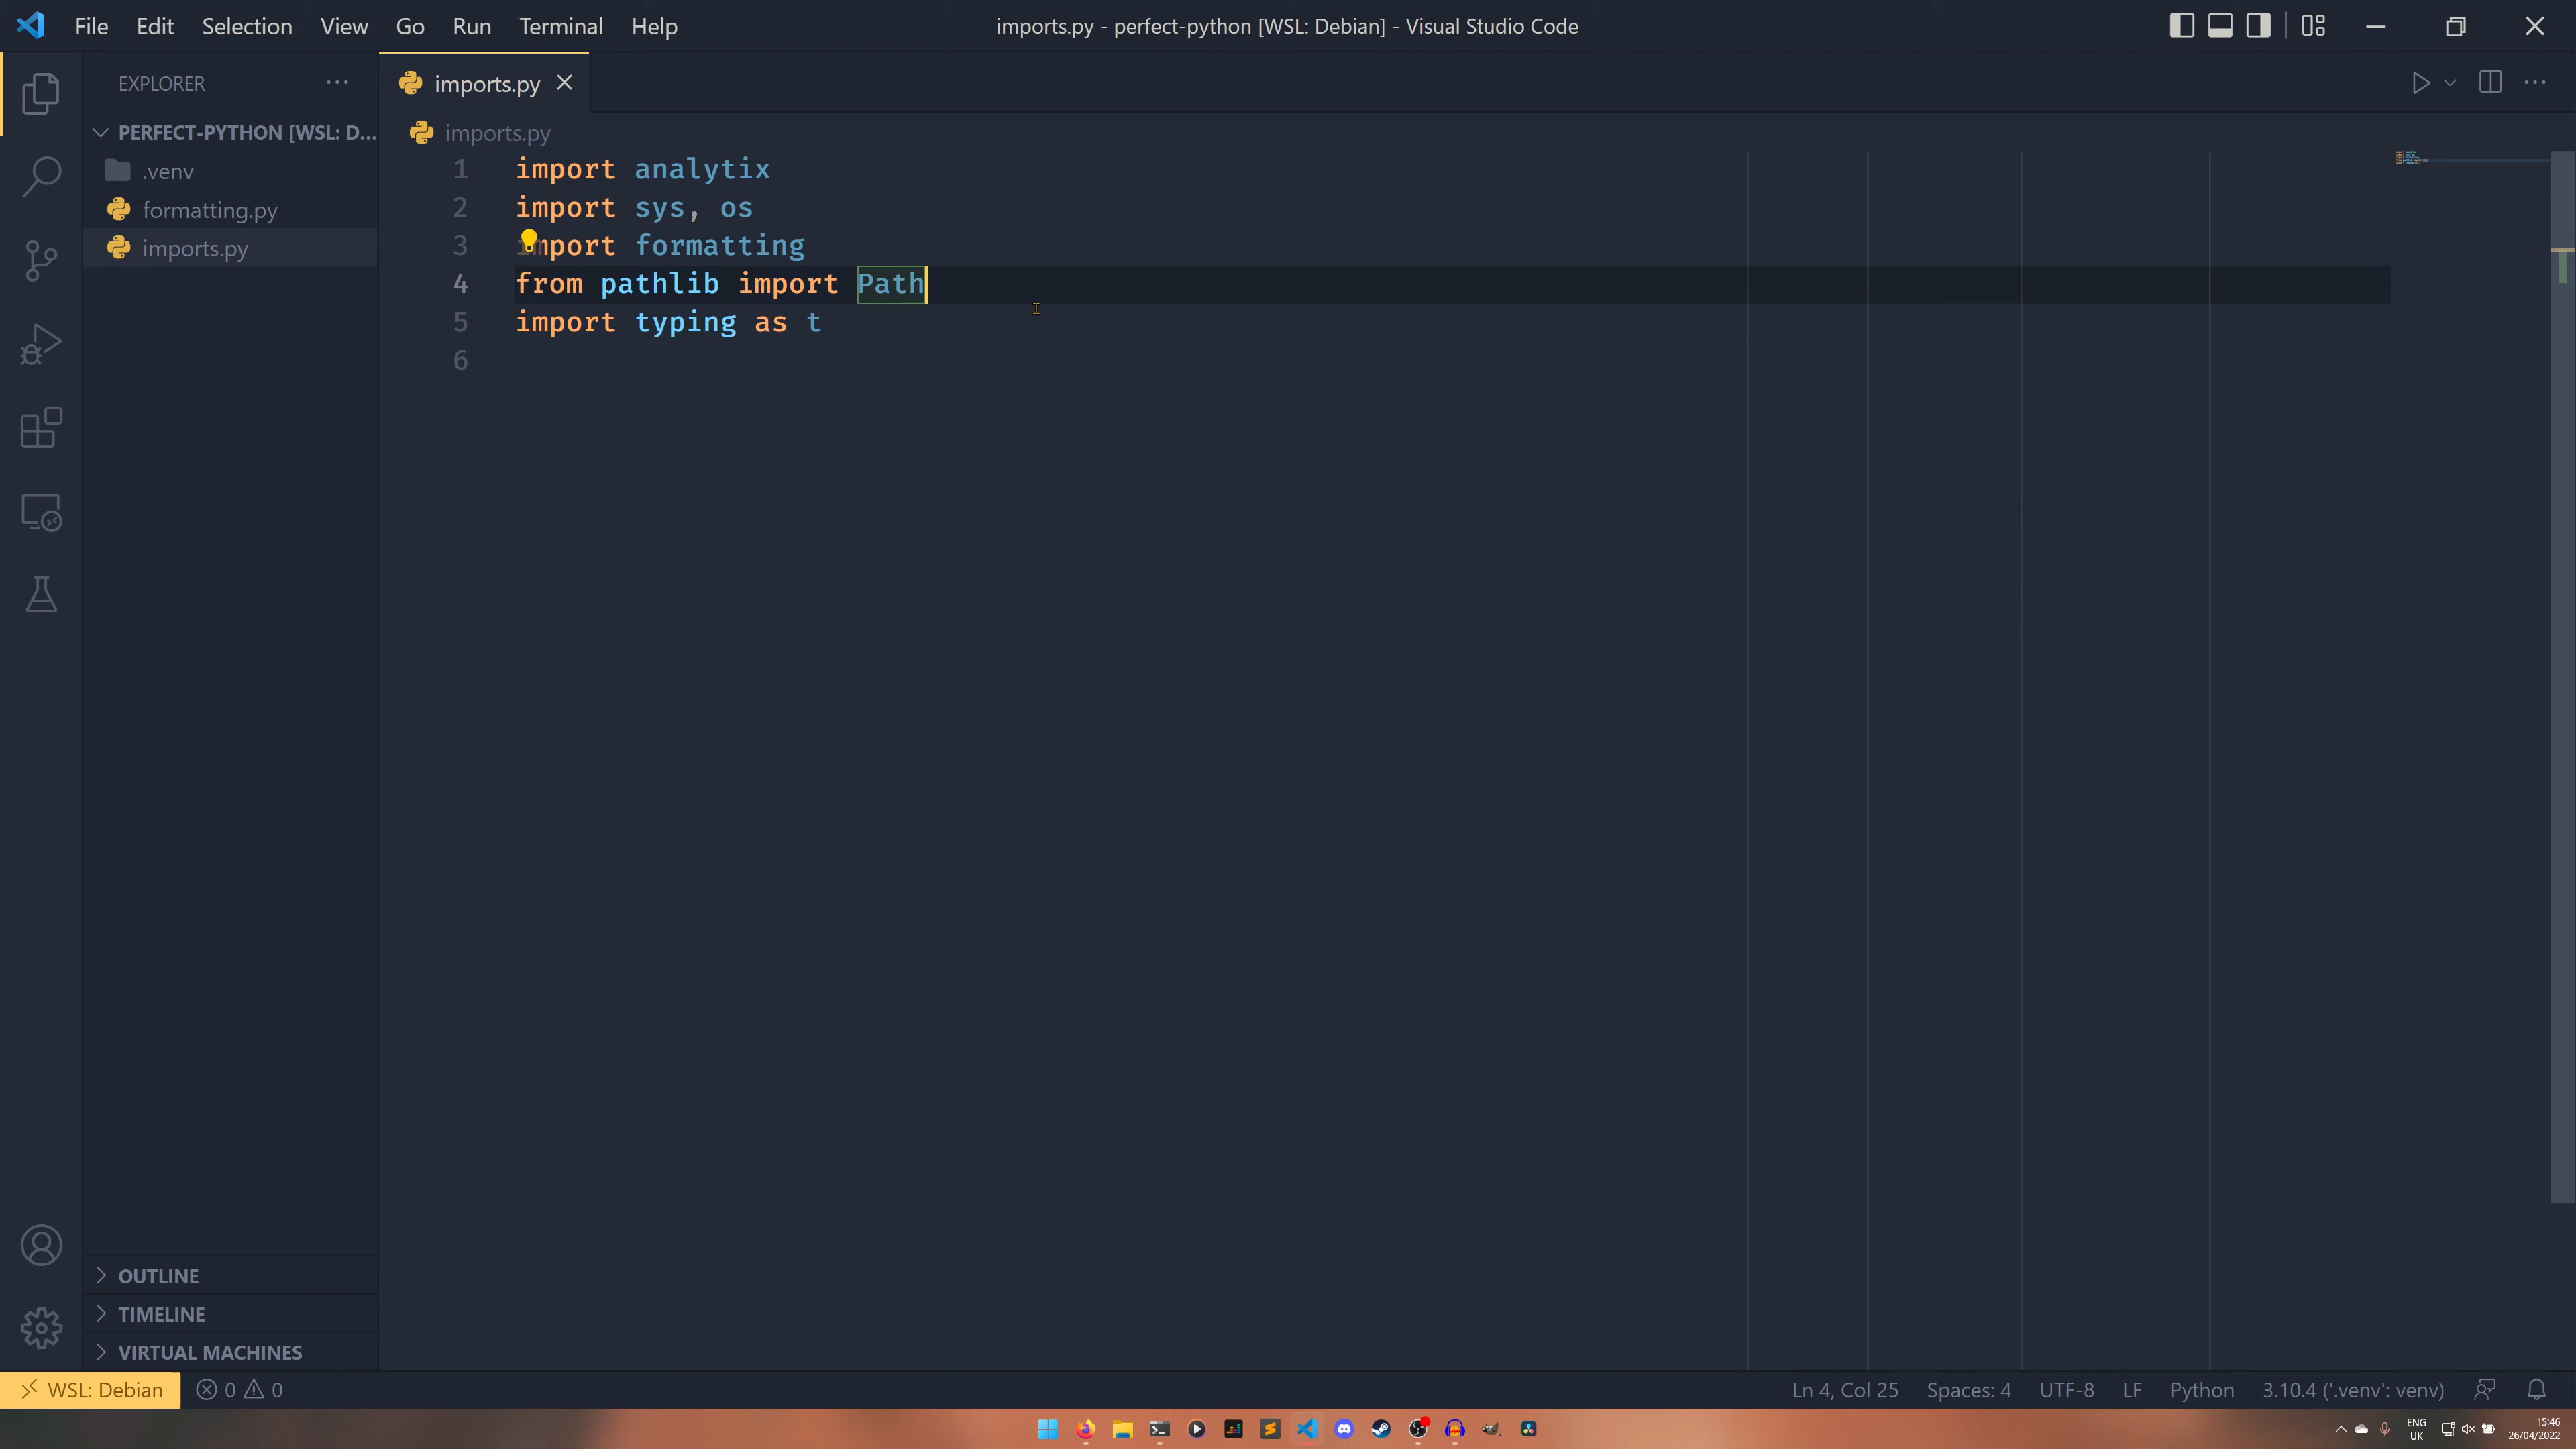 File Edit Selection View Go Run Terminal Help
imports.py - perfect-python [WSL: Debian] - Visual Studio Code
EXPLORER
PERFECT-PYTHON [WSL: D...
.venv
formatting.py
imports.py
imports.py
imports.py
1 import analytix
2 import sys, os
3 import formatting
4 from pathlib import Path
5 import typing as t
6
OUTLINE
TIMELINE
VIRTUAL MACHINES
WSL: Debian 0 0
Ln 4, Col 25 Spaces: 4 UTF-8 LF Python 3.10.4 ('.venv': venv)
ENG
UK
15:46
26/04/2022